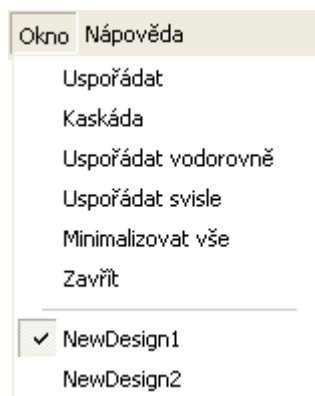 Okno Nápověda
Uspořádat
Kaskáda
Uspořádat vodorovně
Uspořádat svisle
Minimalizovat vše
Zavřít
NewDesign1
NewDesign2